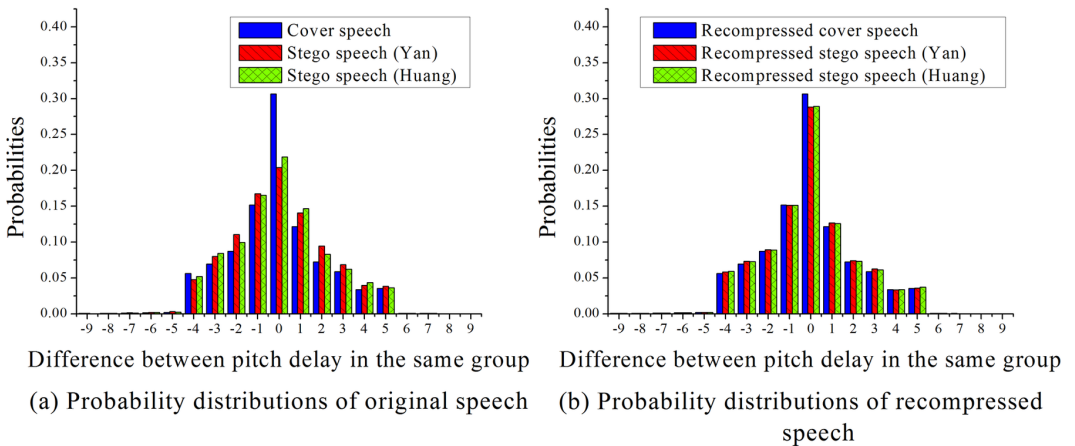 0.40
0.35
0.30
0.25
0.20
0.15
0.10
0.05
0.00
Probabilities
Cover speech
Stego speech (Yan)
Stego speech (Huang)
-9 -8 -7 -6 -5 -4 -3 -2 -1 0 1 2 3 4 5 6 7 8 9
Difference between pitch delay in the same group
(a) Probability distributions of original speech
0.40
0.35
0.30
0.25
0.20
0.15
0.10
0.05
0.00
Probabilities
Recompressed cover speech
Recompressed stego speech (Yan)
Recompressed stego speech (Huang)
-9 -8 -7 -6 -5 -4 -3 -2 -1 0 1 2 3 4 5 6 7 8 9
Difference between pitch delay in the same group
(b) Probability distributions of recompressed
speech